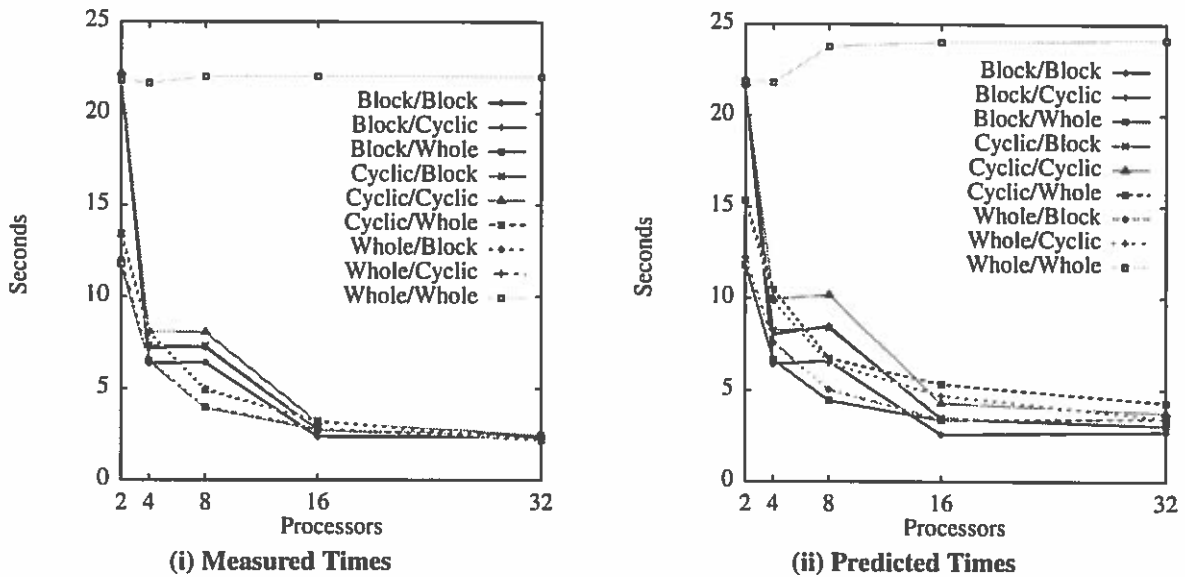 25
20
15
10
5
0
Seconds
Block/Block
Block/Cyclic
Block/Whole
Cyclic/Block
Cyclic/Cyclic
Cyclic/Whole
Whole/Block
Whole/Cyclic
Whole/Whole
2 4 8 16 32
Processors
(i) Measured Times
25
20
15
10
5
0
Seconds
Block/Block
Block/Cyclic
Block/Whole
Cyclic/Block
Cyclic/Cyclic
Cyclic/Whole
Whole/Block
Whole/Cyclic
Whole/Whole
2 4 8 16 32
Processors
(ii) Predicted Times